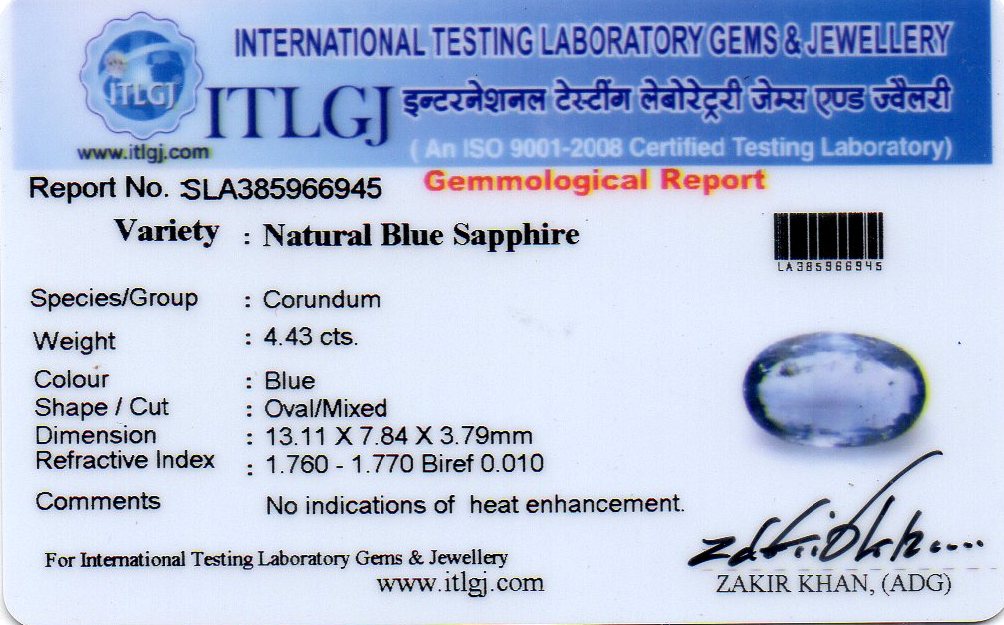 INTERNATIONAL TESTING LABORATORY GEMS & JEWELLERY
ITLGJ
ITLGJ इन्टरनेशनल टेस्टींग लेबोरेट्ररी जेम्स एण्ड ज्वैलरी
www.itlgj.com
( An ISO 9001-2008 Certified Testing Laboratory)
Report No. :SLA385966945
Gemmological Report
Variety : Natural Blue Sapphire
LA385966945
Species/Group : Corundum
Weight : 4.43 cts.
Colour : Blue
Shape / Cut : Oval/Mixed
Dimension : 13.11 X 7.84 X 3.79mm
Refractive Index : 1.760 - 1.770 Biref 0.010
Comments No indications of heat enhancement.
For International Testing Laboratory Gems & Jewellery
www.itlgj.com
ZAKIR KHAN, (ADG)